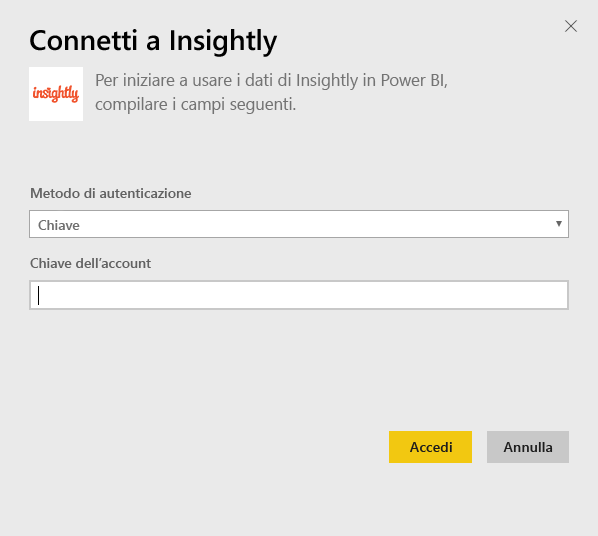 Connetti a Insightly
insightly
Per iniziare a usare i dati di Insightly in Power BI,
compilare i campi seguenti.
Metodo di autenticazione
Chiave
Chiave dell'account
Accedi
Annulla